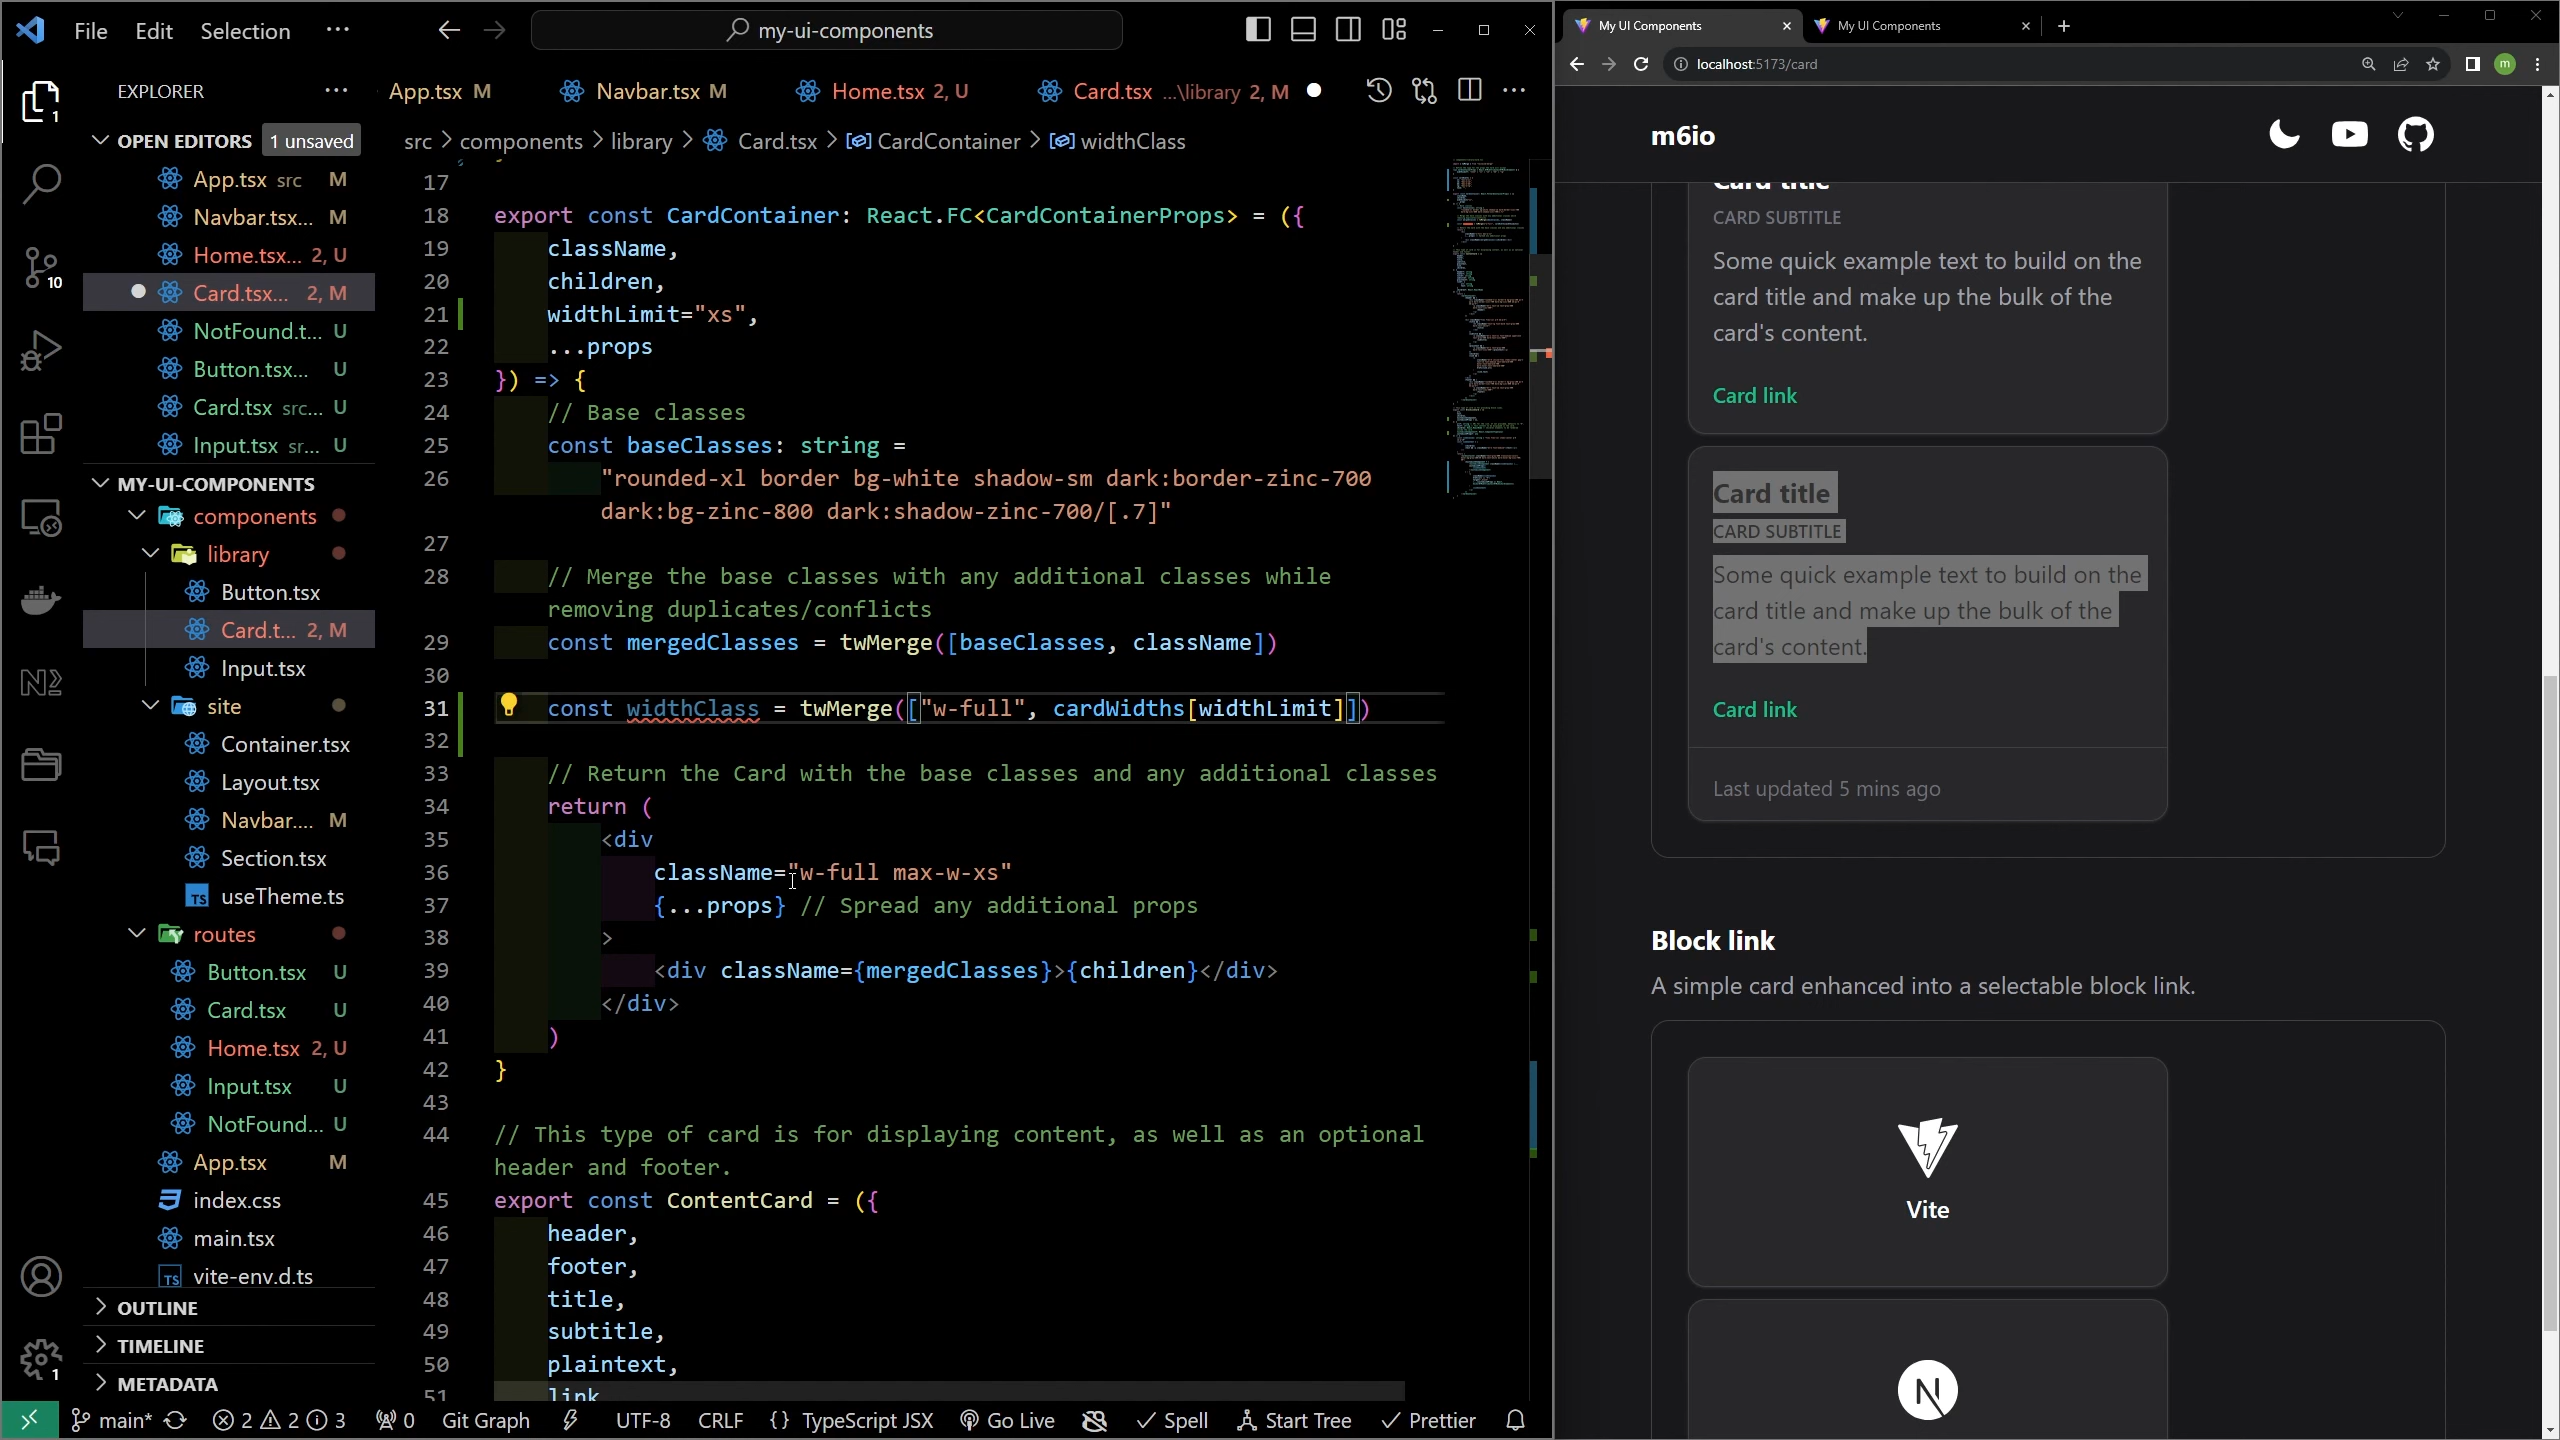 File Edit Selection ···
my-ui-components
EXPLORER
OPEN EDITORS 1 unsaved
App.tsx src M
Navbar.tsx... M
Home.tsx... 2, U
Card.tsx... 2, M
NotFound.t... U
Button.tsx... U
Card.tsx src... U
Input.tsx sr... U
MY-UI-COMPONENTS
components
library
Button.tsx
Card.t... 2, M
Input.tsx
site
Container.tsx
Layout.tsx
Navbar.... M
Section.tsx
useTheme.ts
routes
Button.tsx U
Card.tsx U
Home.tsx 2, U
Input.tsx U
NotFound... U
App.tsx M
index.css
main.tsx
vite-env.d.ts
OUTLINE
TIMELINE
METADATA
1
10
1
App.tsx M Navbar.tsx M Home.tsx 2, U Card.tsx ...\library 2, M
src > components > library > Card.tsx > CardContainer > widthClass
17
18 export const CardContainer: React.FC<CardContainerProps> = ({
19 className,
20 children,
21 widthLimit="xs",
22 ...props
23 }) => {
24 // Base classes
25 const baseClasses: string =
26 "rounded-xl border bg-white shadow-sm dark:border-zinc-700
dark:bg-zinc-800 dark:shadow-zinc-700/[.7]"
27
28 // Merge the base classes with any additional classes while
removing duplicates/conflicts
29 const mergedClasses = twMerge([baseClasses, className])
30
31 const widthClass = twMerge(["w-full", cardWidths[widthLimit]])
32
33 // Return the Card with the base classes and any additional classes
34 return (
35 <div
36 className="w-full max-w-xs"
37 {...props} // Spread any additional props
38 >
39 <div className={mergedClasses}>{children}</div>
40 </div>
41 )
42 }
43
44 // This type of card is for displaying content, as well as an optional
header and footer.
45 export const ContentCard = ({
46 header,
47 footer,
48 title,
49 subtitle,
50 plaintext,
51 link
main* 2 2 3 0 Git Graph UTF-8 CRLF {} TypeScript JSX Go Live Spell Start Tree Prettier
My UI Components My UI Components
localhost:5173/card
m
m6io
Card title
CARD SUBTITLE
Some quick example text to build on the
card title and make up the bulk of the
card's content.
Card link
Card title
CARD SUBTITLE
Some quick example text to build on the
card title and make up the bulk of the
card's content.
Card link
Last updated 5 mins ago
Block link
A simple card enhanced into a selectable block link.
Vite
N